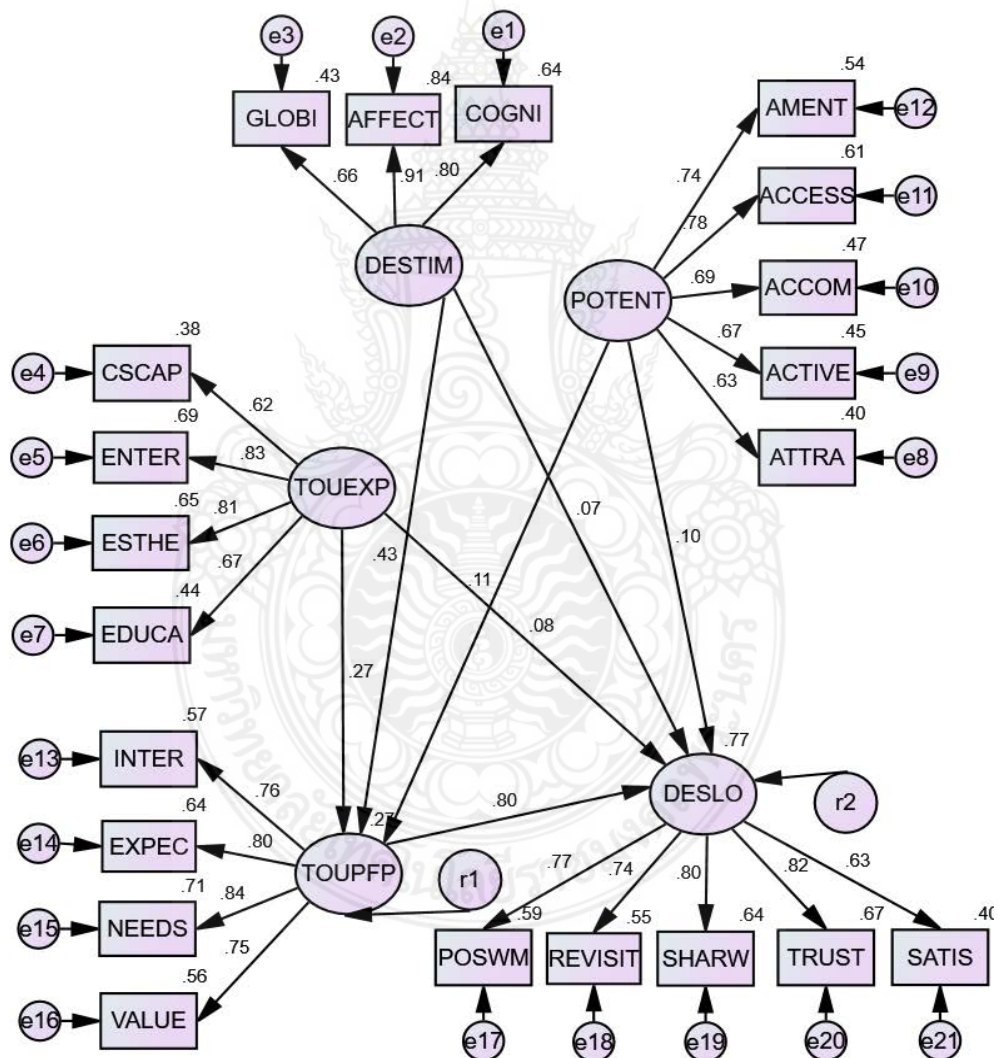 e3
e2
e1
.43
.84
.64
GLOBI
AFFECT
COGNI
.66
.91
.80
DESTIM
.54
AMENT
e12
.61
.74
ACCESS
e11
.78
.47
POTENT
.69
ACCOM
e10
.67
.45
ACTIVE
e9
.63
.40
ATTRA
e8
.38
e4
CSCAP
.62
.69
e5
ENTER
.83
TOUEXP
.65
.81
e6
ESTHE
.67
.44
e7
EDUCA
.07
.43
.10
.11
.08
.27
.57
e13
INTER
.76
.64
e14
EXPEC
.80
.27
TOUPFP
.71
.84
e15
NEEDS
.75
.56
e16
VALUE
r1
.80
.77
DESLO
r2
.77
.74
.80
.82
.63
.59
.55
.64
.67
.40
POSWM
REVISIT
SHARW
TRUST
SATIS
e17
e18
e19
e20
e21